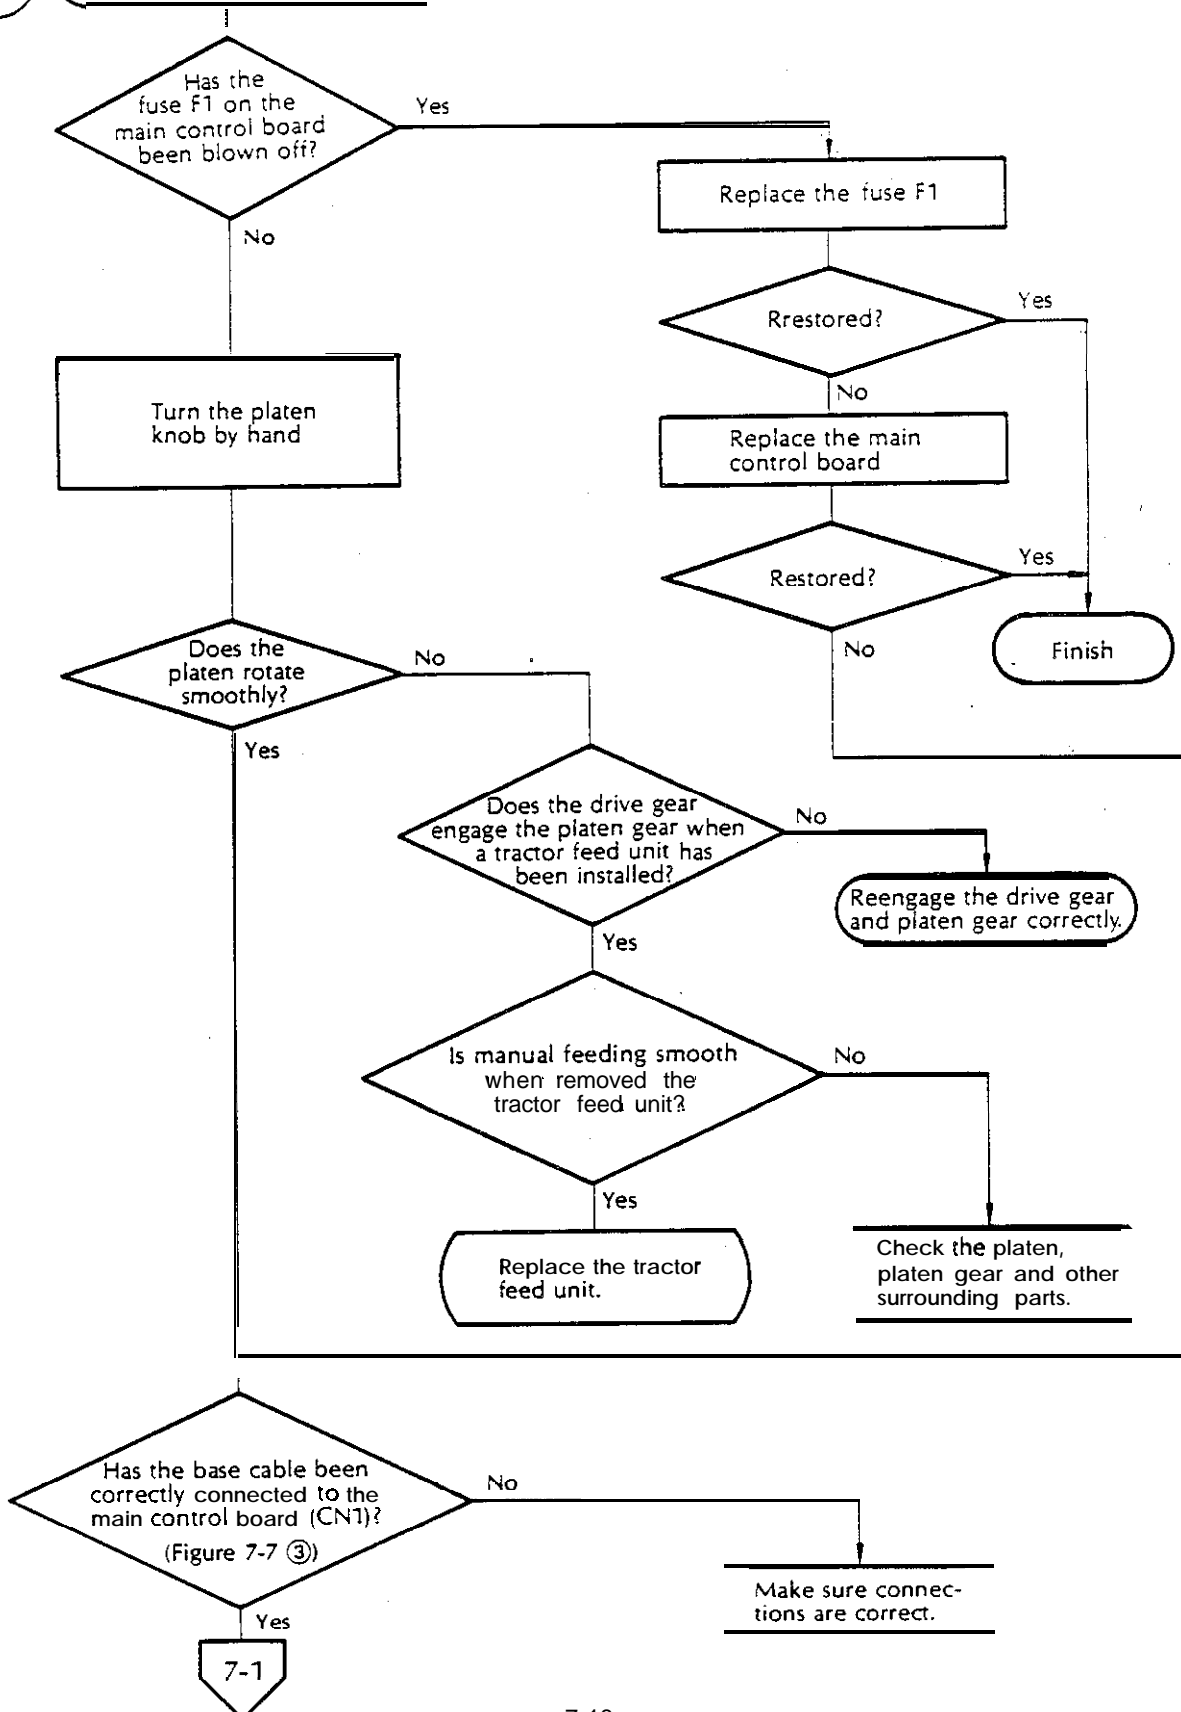 Has the
fuse F1 on the
main control board
been blown off?
Yes
No
Replace the fuse F1
Rrestored?
Yes
No
Turn the platen
knob by hand
Replace the main
control board
Restored?
Yes
No
Finish
Does the
platen rotate
smoothly?
No
Yes
Does the drive gear
engage the platen gear when
a tractor feed unit has
been installed?
No
Yes
Reengage the drive gear
and platen gear correctly.
Is manual feeding smooth
when removed the
tractor feed unit?
No
Yes
Replace the tractor
feed unit.
Check the platen,
platen gear and other
surrounding parts.
Has the base cable been
correctly connected to the
main control board (CN1)?
(Figure 7-7 ③)
No
Yes
Make sure connec-
tions are correct.
7-1